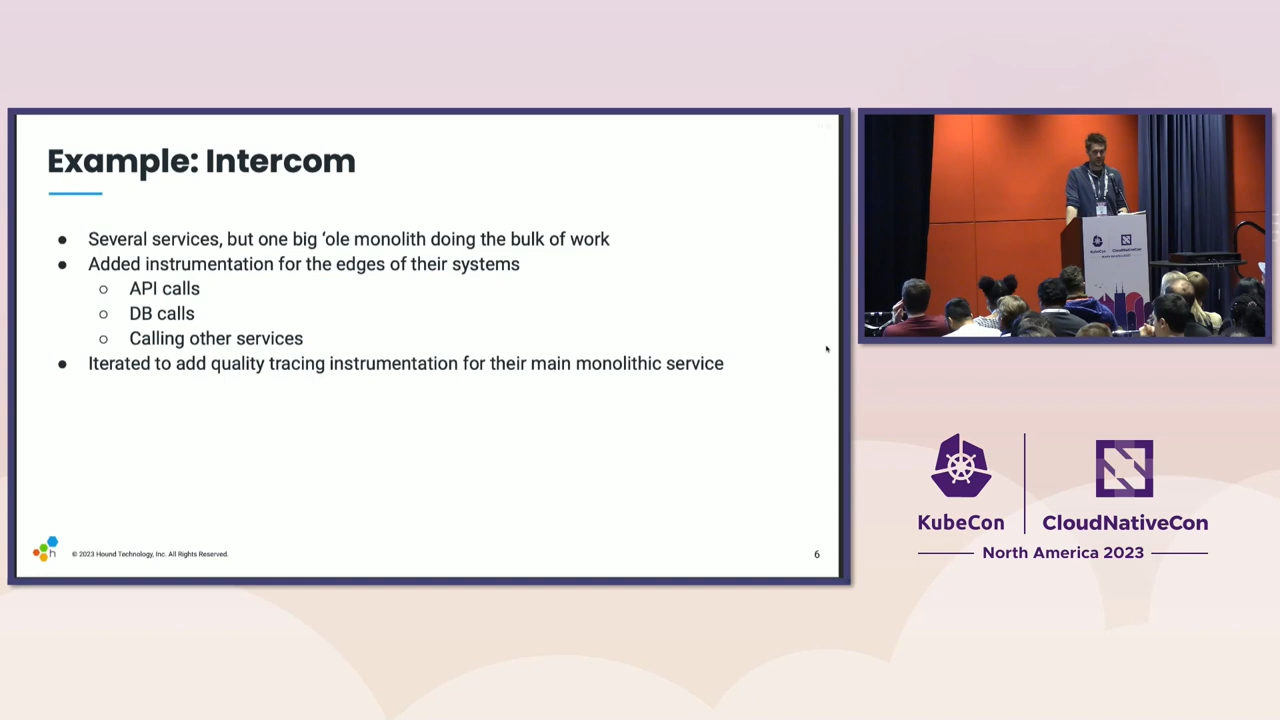 Example: Intercom
● Several services, but one big ‘ole monolith doing the bulk of work
● Added instrumentation for the edges of their systems
○ API calls
○ DB calls
○ Calling other services
● Iterated to add quality tracing instrumentation for their main monolithic service
h
© 2023 Hound Technology, Inc. All Rights Reserved.
6
KubeCon
CloudNativeCon
KubeCon
CloudNativeCon
North America 2023